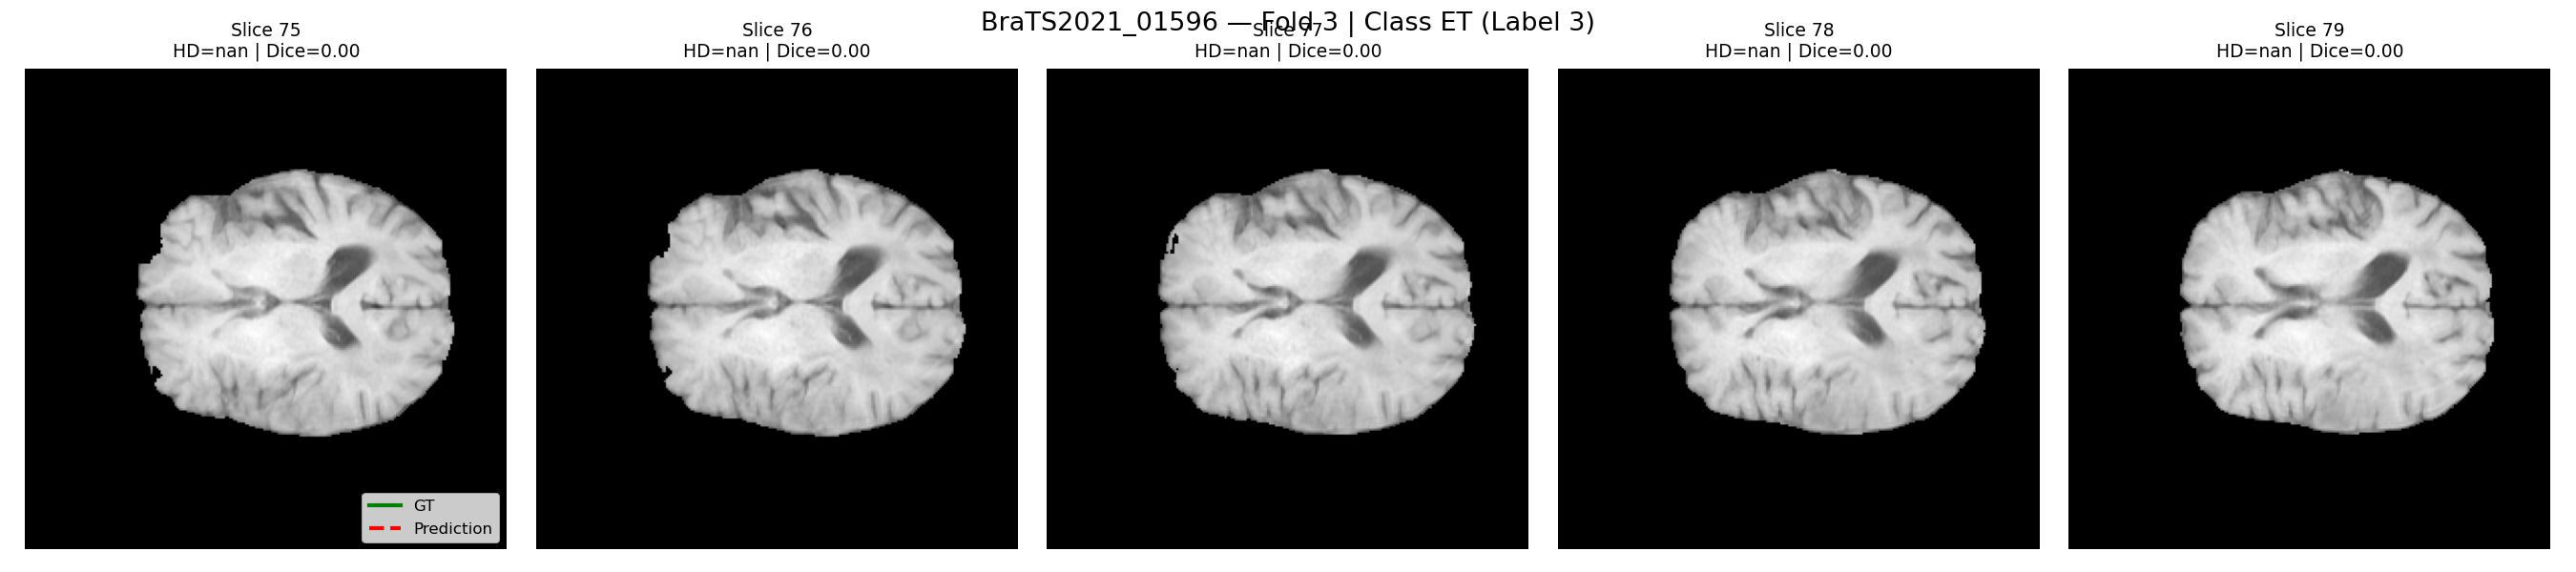 BraTS2021_01596 — Fold 3 | Class ET (Label 3)
Slice 75
HD=nan | Dice=0.00
Slice 76
HD=nan | Dice=0.00
Slice 77
HD=nan | Dice=0.00
Slice 78
HD=nan | Dice=0.00
Slice 79
HD=nan | Dice=0.00
GT
Prediction